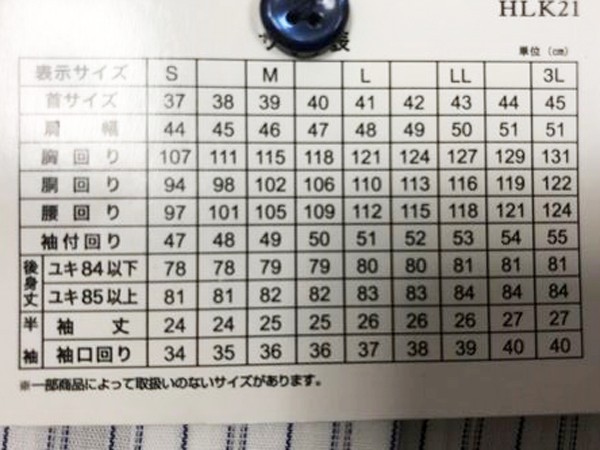 HLK21
表
単位(cm)
表示サイズ S M L LL 3L
首サイズ 37 38 39 40 41 42 43 44 45
肩幅 44 45 46 47 48 49 50 51 51
胸回り 107 111 115 118 121 124 127 129 131
胴回り 94 98 102 106 110 113 116 119 122
腰回り 97 101 105 109 112 115 118 121 124
袖付回り 47 48 49 50 51 52 53 54 55
後身丈 ユキ84以下 78 78 79 79 80 80 81 81 81
ユキ85以上 81 81 82 82 83 83 84 84 84
半袖 袖丈 24 24 25 25 26 26 26 27 27
袖口回り 34 35 36 36 37 38 39 40 40
※一部商品によって取扱いのないサイズがあります。